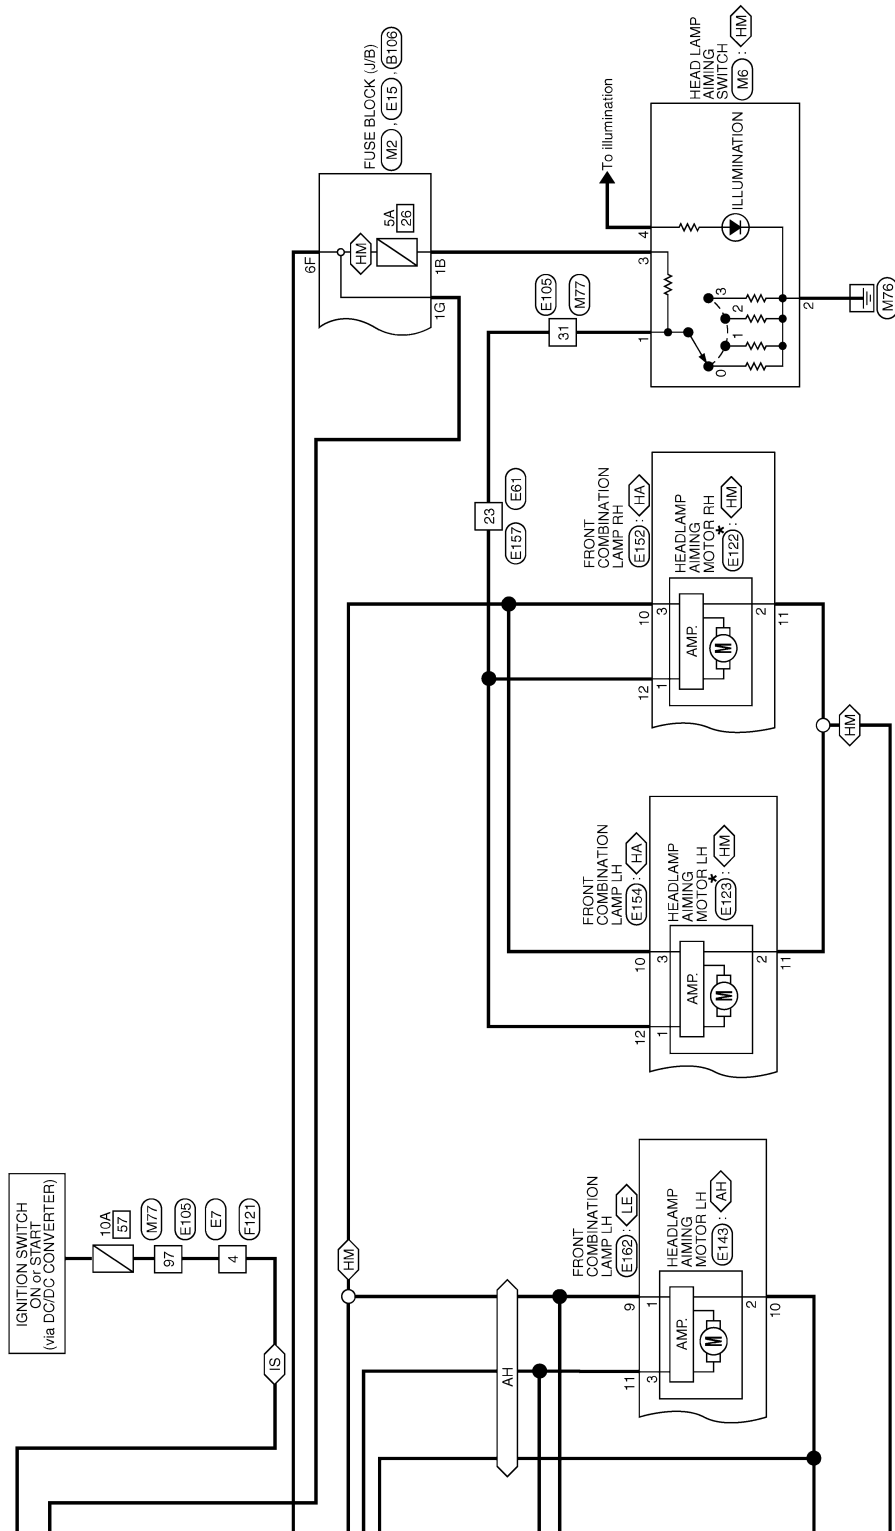 IGNITION SWITCH
ON or START
(via DC/DC CONVERTER)
10A
57
M77
97
E105
E7
4
F121
IS
HM
AH
FRONT
COMBINATION
LAMP LH
E162 : LE
HEADLAMP
AIMING
MOTOR LH
E143 : AH
9
1
AMP.
M
2
10
11
3
FRONT
COMBINATION
LAMP LH
E154 : HA
HEADLAMP
AIMING
MOTOR LH
*
E123 : HM
10
3
AMP.
M
2
11
12
1
FRONT
COMBINATION
LAMP RH
E152 : HA
HEADLAMP
AIMING
MOTOR RH
*
E122 : HM
10
3
AMP.
M
2
11
12
1
HM
E157
23
E61
31
E105
M77
FUSE BLOCK (J/B)
M2 , E15 , B106
6F
HM
5A
26
1B
1G
To illumination
HEAD LAMP
AIMING
SWITCH
M6 : HM
4
3
1
ILLUMINATION
0
1
2
3
2
M76